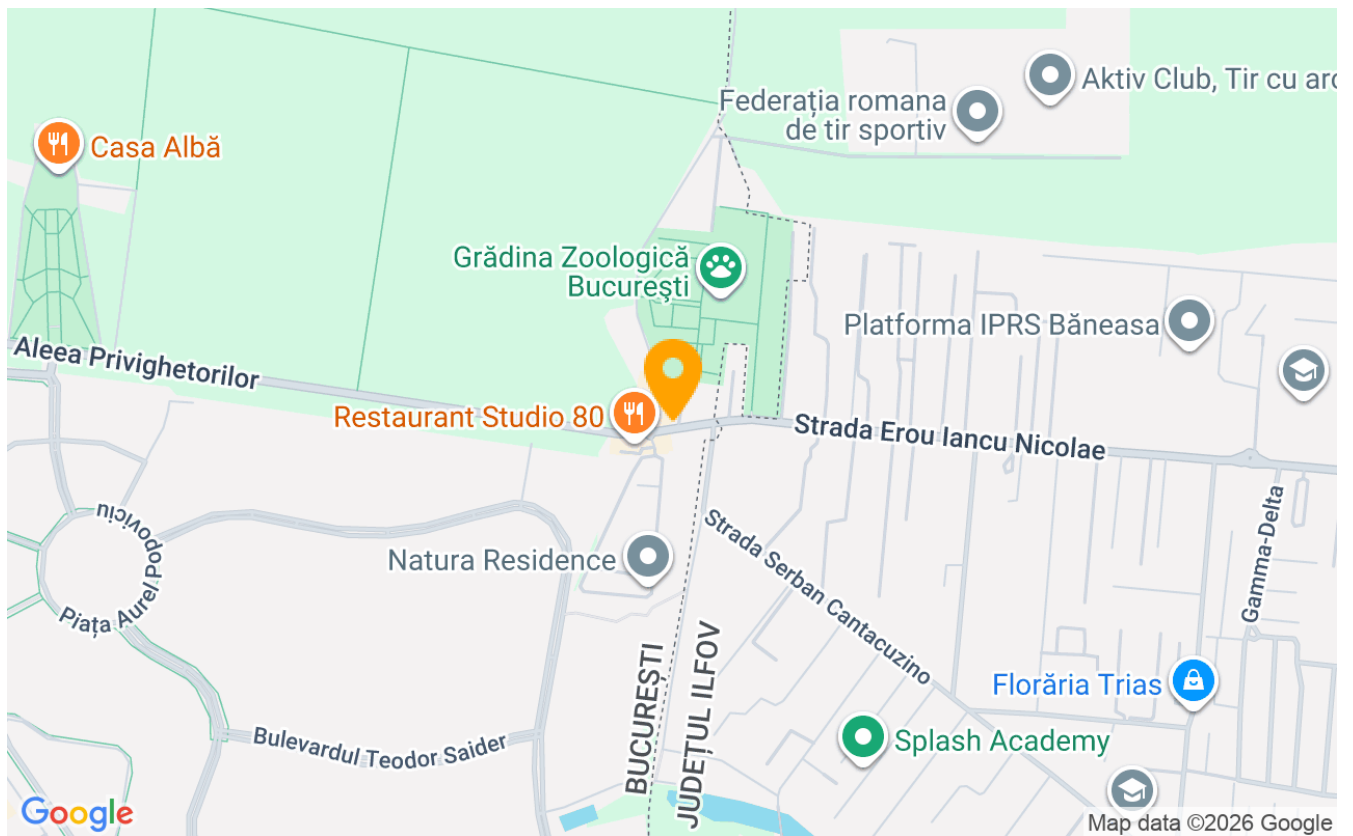 Federația romana
de tir sportiv
Aktiv Club, Tir cu arc
Casa Albă
Grădina Zoologică
București
Platforma IPRS Băneasa
Aleea Privighetorilor
Restaurant Studio 80
Strada Erou Iancu Nicolae
Piața Aurel Popoviciu
Natura Residence
Strada Serban Cantacuzino
Gamma-Delta
BUCUREȘTI
JUDEȚUL ILFOV
Florăria Trias
Bulevardul Teodor Saider
Splash Academy
Google
Map data ©2026 Google